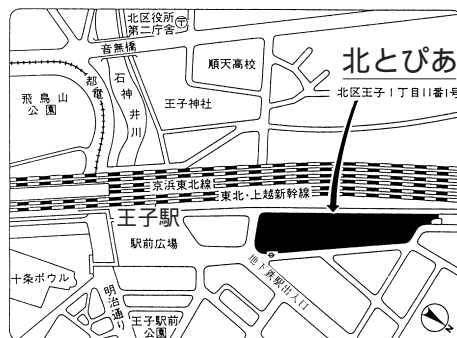 北区役所
第二庁舎
音無橋
北とぴあ
北区王子1丁目11番1号
順天高校
都電
石神井川
飛鳥山
公園
王子神社
京浜東北線
東北・上越新幹線
王子駅
駅前広場
地下鉄駅出入口
十条ボウル
明治通り
王子駅前
公園
N